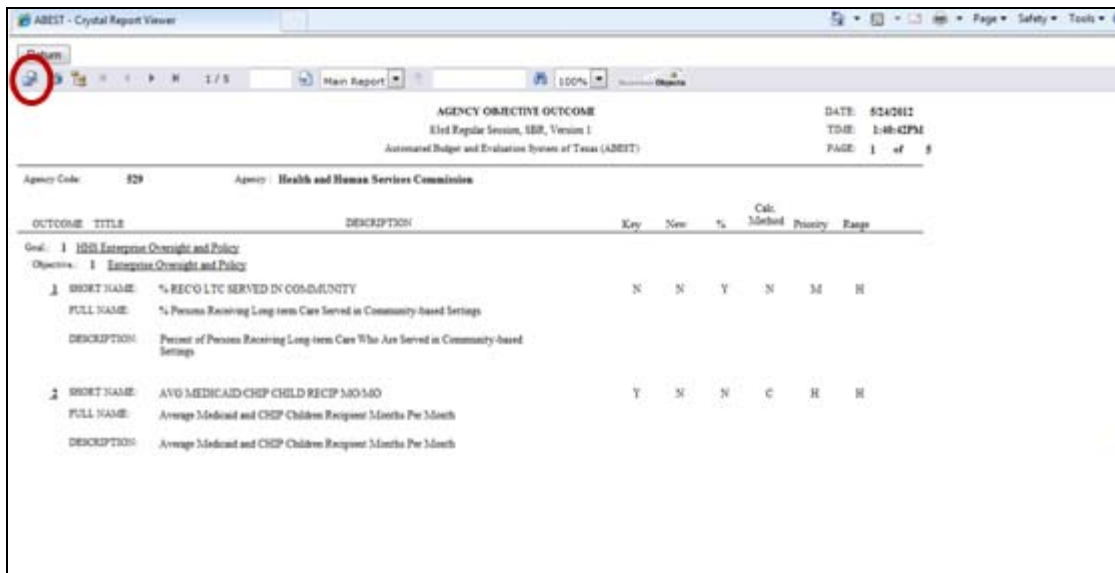 ABEST - Crystal Report Viewer
Page Safety Tools
Return
1 / 5 Main Report 100% Objects
AGENCY OBJECTIVE OUTCOME DATE: 5/24/2012
83rd Regular Session, SBR, Version 1 TIME: 1:40:42PM
Automated Budget and Evaluation System of Texas (ABEST) PAGE: 1 of 5
Agency Code: 529 Agency: Health and Human Services Commission
Calc.
OUTCOME TITLE DESCRIPTION Key New % Method Priority Range
Goal: 1 HHS Enterprise Oversight and Policy
Objective: 1 Enterprise Oversight and Policy
1 SHORT NAME: % REC'G LTC SERVED IN COMMUNITY N N Y N M H
FULL NAME: % Persons Receiving Long-term Care Served in Community-based Settings
DESCRIPTION: Percent of Persons Receiving Long-term Care Who Are Served in Community-based
Settings
2 SHORT NAME: AVG MEDICAID/CHIP CHILD RECIP MO/MO Y N N C H H
FULL NAME: Average Medicaid and CHIP Children Recipient Months Per Month
DESCRIPTION: Average Medicaid and CHIP Children Recipient Months Per Month